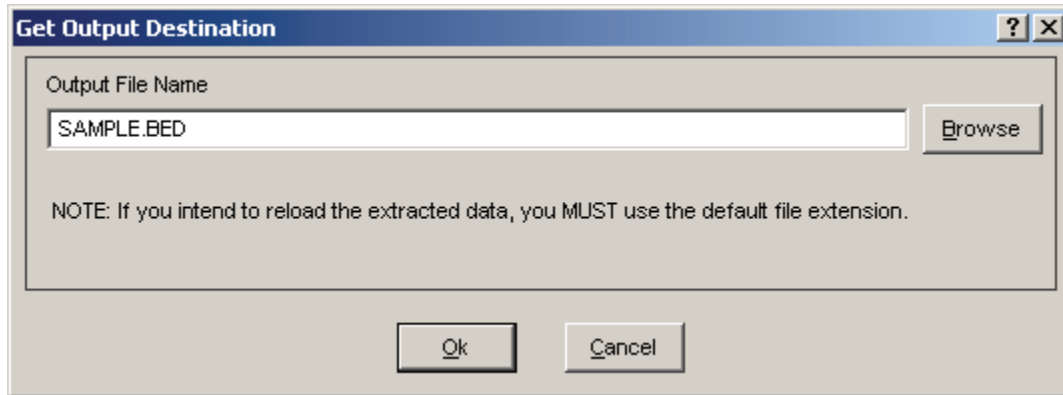 Get Output Destination
Output File Name
SAMPLE.BED
Browse
NOTE: If you intend to reload the extracted data, you MUST use the default file extension.
Ok
Cancel